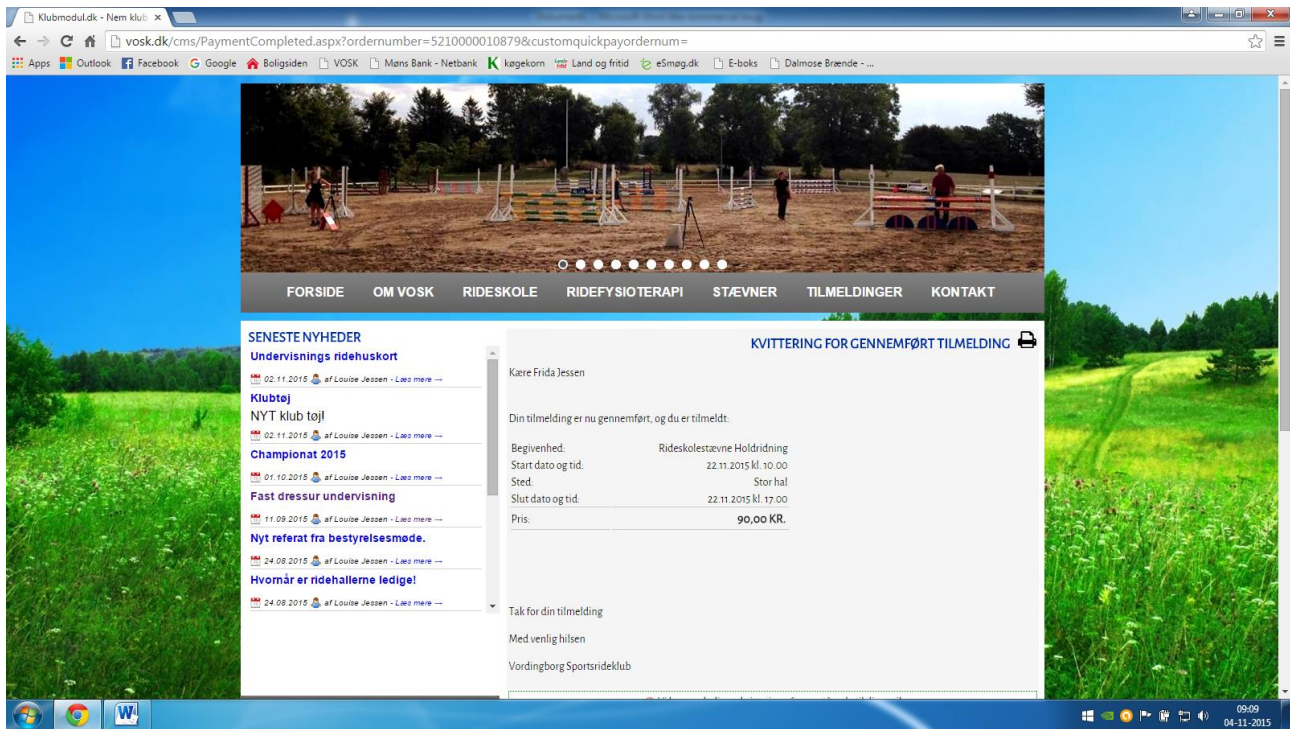 Klubmodul.dk - Nem klub
vosk.dk/cms/PaymentCompleted.aspx?ordernumber=5210000010879&customquickpayordernum=
Apps Outlook Facebook Google Boligsiden VOSK Møns Bank - Netbank køgekorn Land og fritid eSmøg.dk E-boks Dalmose Brænde - ...
FORSIDE OM VOSK RIDESKOLE RIDEFYSIOTERAPI STÆVNER TILMELDINGER KONTAKT
SENESTE NYHEDER
Undervisnings ridehuskort
02.11.2015 af Louise Jessen - Læs mere →
Klubtøj
NYT klub tøj!
02.11.2015 af Louise Jessen - Læs mere →
Championat 2015
01.10.2015 af Louise Jessen - Læs mere →
Fast dressur undervisning
11.09.2015 af Louise Jessen - Læs mere →
Nyt referat fra bestyrelsesmøde.
24.08.2015 af Louise Jessen - Læs mere →
Hvornår er ridehallerne ledige!
24.08.2015 af Louise Jessen - Læs mere →
KVITTERING FOR GENNEMFØRT TILMELDING
Kære Frida Jessen
Din tilmelding er nu gennemført, og du er tilmeldt:
Begivenhed: Rideskolestævne Holdridning
Start dato og tid: 22.11.2015 kl. 10.00
Sted: Stor hal
Slut dato og tid: 22.11.2015 kl. 17.00
Pris: 90,00 KR.
Tak for din tilmelding
Med venlig hilsen
Vordingborg Sportsrideklub
09:09
04-11-2015